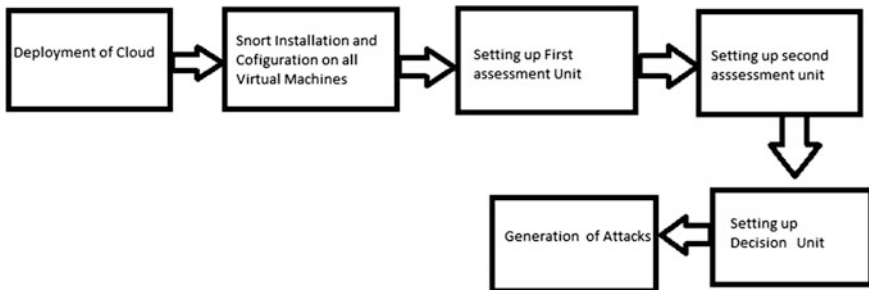 Deployment of Cloud
Snort Installation and
Cofiguration on all
Virtual Machines
Setting up First
assessment Unit
Setting up second
asssessment unit
Setting up
Decision Unit
Generation of Attacks